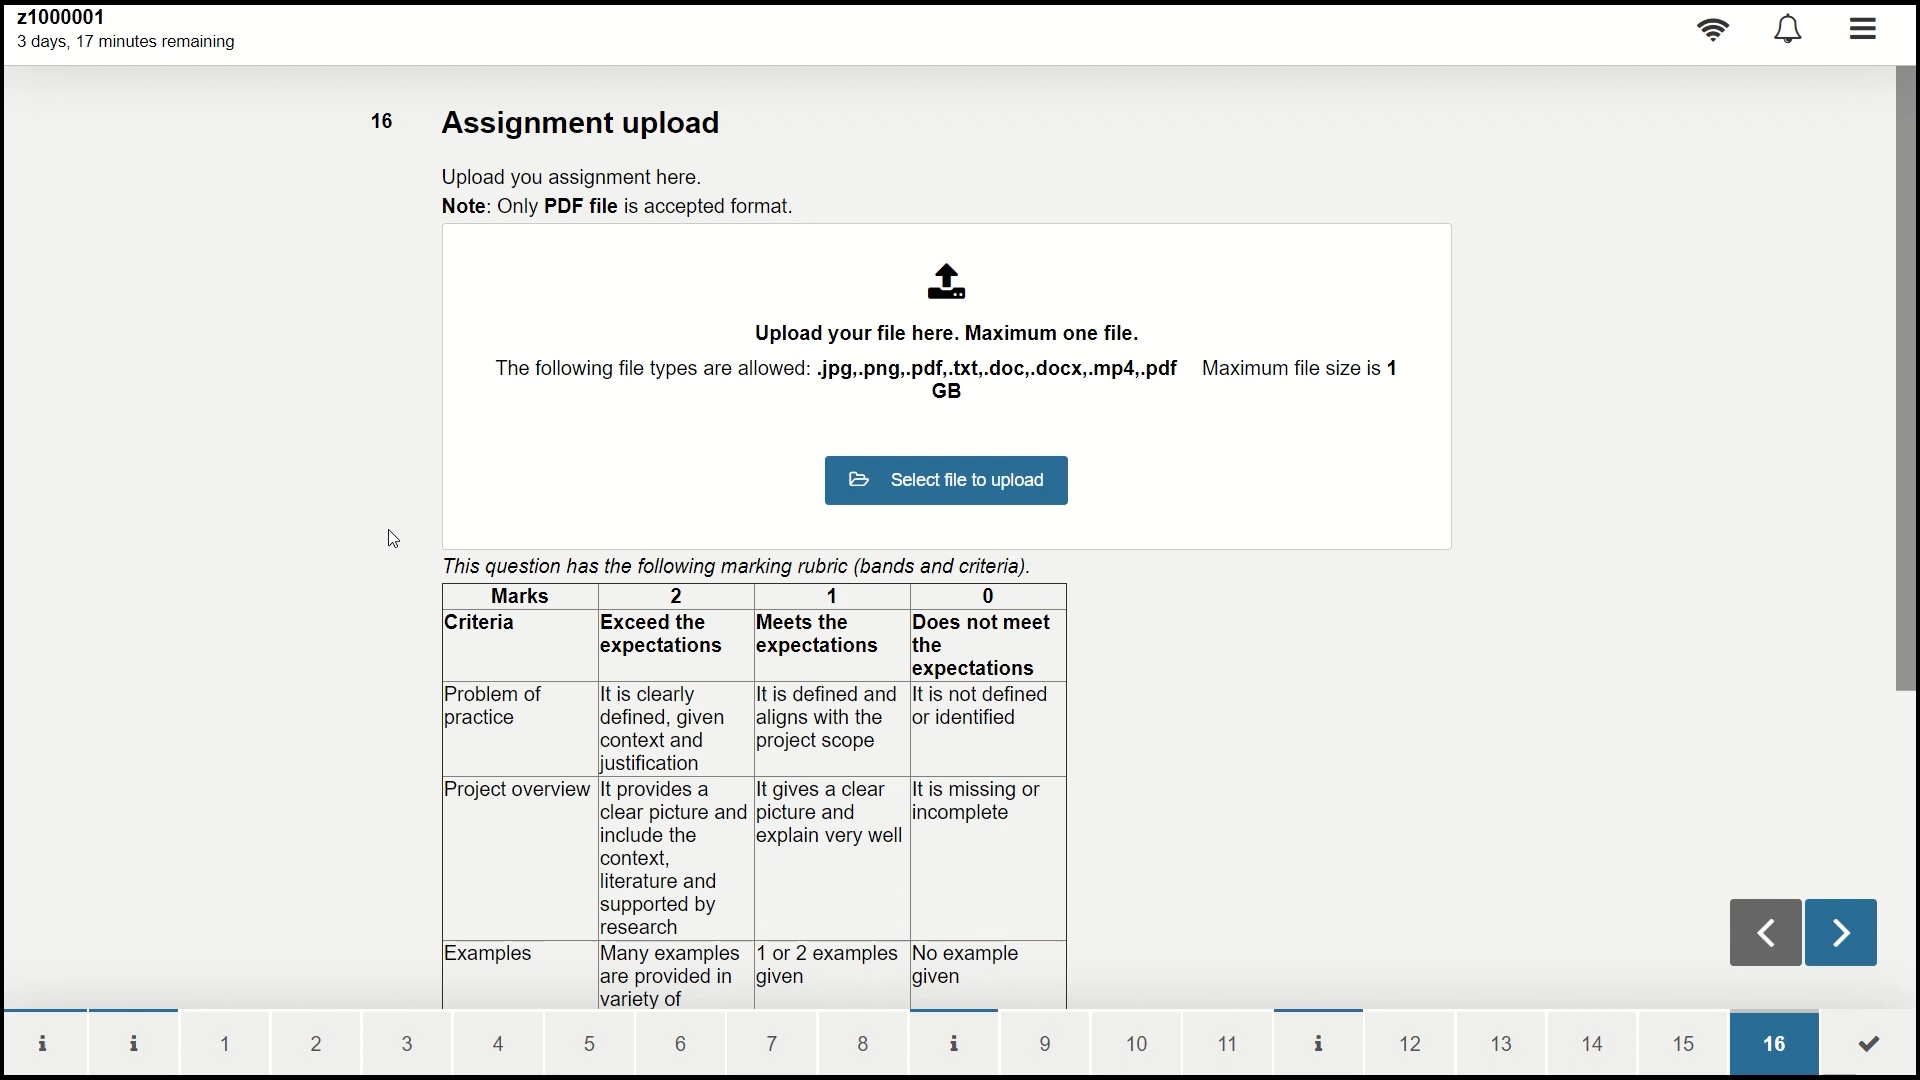 z1000001
3 days, 17 minutes remaining
16 Assignment upload
Upload you assignment here.
Note: Only PDF file is accepted format.
Upload your file here. Maximum one file.
The following file types are allowed: .jpg,.png,.pdf,.txt,.doc,.docx,.mp4,.pdf Maximum file size is 1
GB
Select file to upload
This question has the following marking rubric (bands and criteria).
Marks 2 1 0
Criteria
Exceed the
expectations
Meets the
expectations
Does not meet
the
expectations
Problem of
practice
It is clearly
defined, given
context and
justification
It is defined and
aligns with the
project scope
It is not defined
or identified
Project overview
It provides a
clear picture and
include the
context,
literature and
supported by
research
It gives a clear
picture and
explain very well
It is missing or
incomplete
Examples
Many examples
are provided in
variety of
1 or 2 examples
given
No example
given
i i 1 2 3 4 5 6 7 8 i 9 10 11 i 12 13 14 15 16